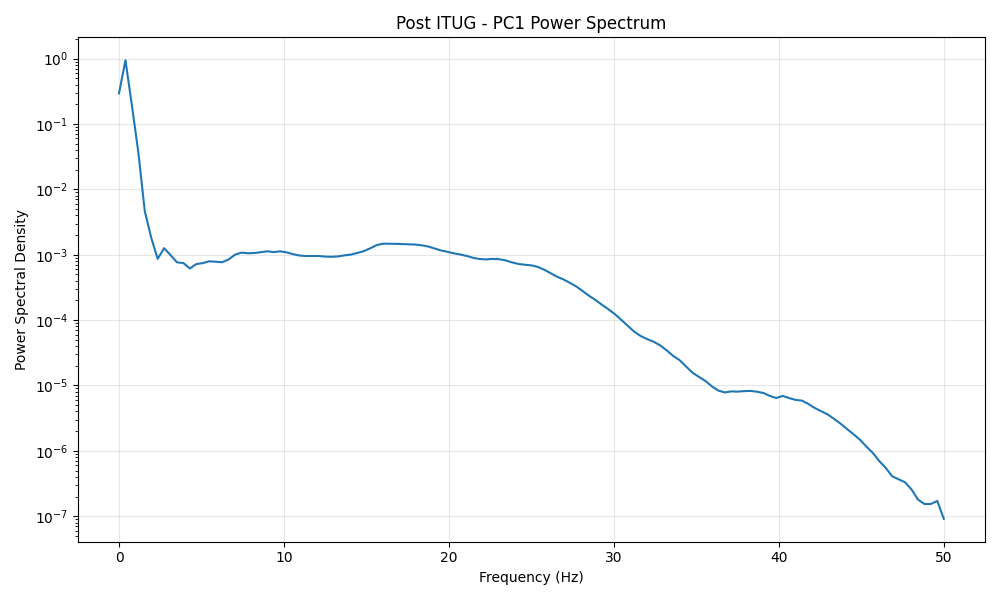 Post ITUG - PC1 Power Spectrum
Power Spectral Density
10⁰
10⁻¹
10⁻²
10⁻³
10⁻⁴
10⁻⁵
10⁻⁶
10⁻⁷
0 10 20 30 40 50
Frequency (Hz)